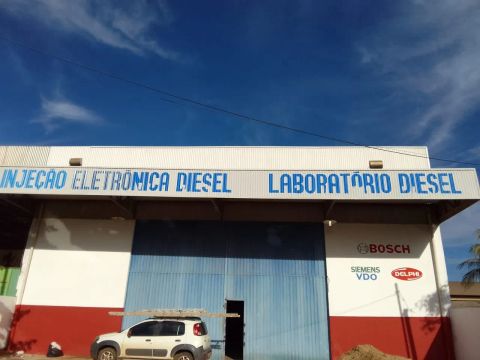 INJEÇÃO ELETRÔNICA DIESEL LABORATÓRIO DIESEL
BOSCH
SIEMENS
VDO
DELPHI